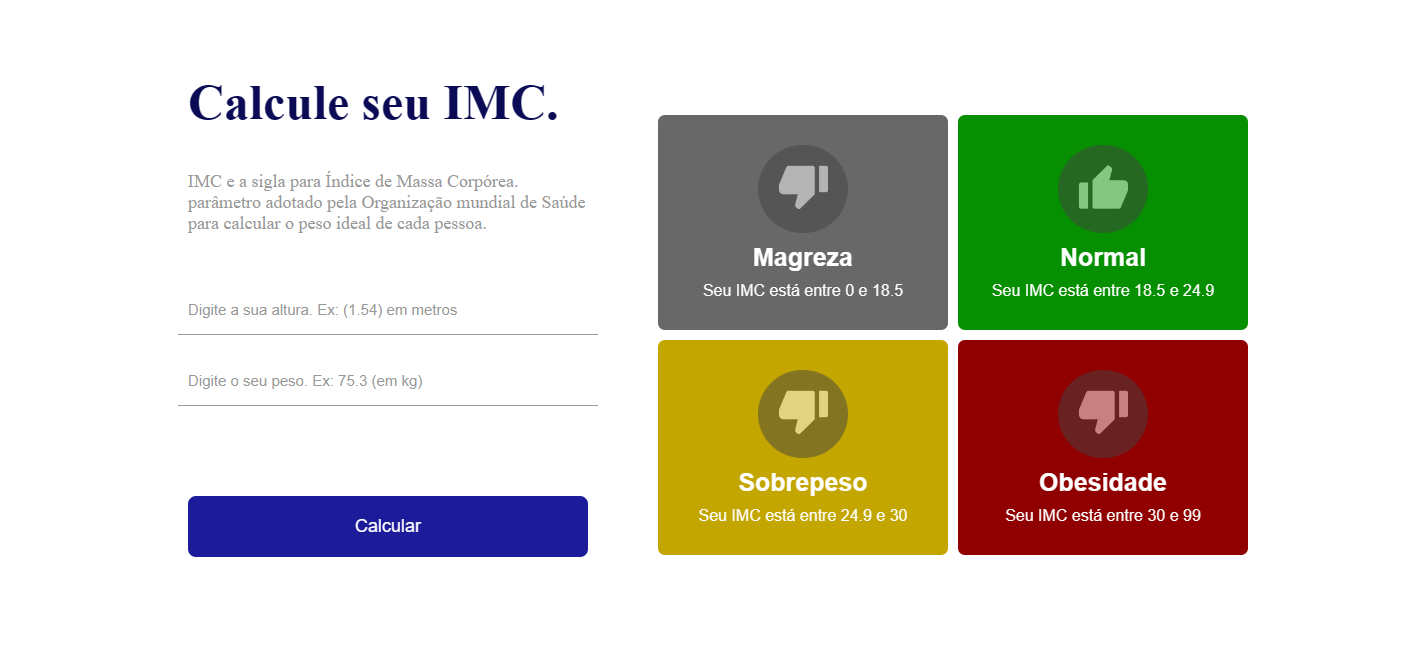 Calcule seu IMC.
IMC e a sigla para Índice de Massa Corpórea.
parâmetro adotado pela Organização mundial de Saúde
para calcular o peso ideal de cada pessoa.
Digite a sua altura. Ex: (1.54) em metros
Digite o seu peso. Ex: 75.3 (em kg)
Calcular
Magreza
Seu IMC está entre 0 e 18.5
Normal
Seu IMC está entre 18.5 e 24.9
Sobrepeso
Seu IMC está entre 24.9 e 30
Obesidade
Seu IMC está entre 30 e 99